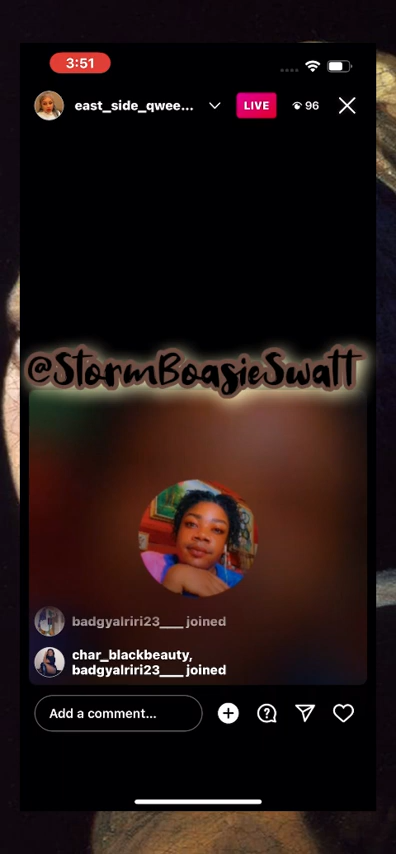 3:51
east_side_qwee...
LIVE
96
@StormBoasieSwatt
badgyalriri23___ joined
char_blackbeauty,
badgyalriri23___ joined
Add a comment...